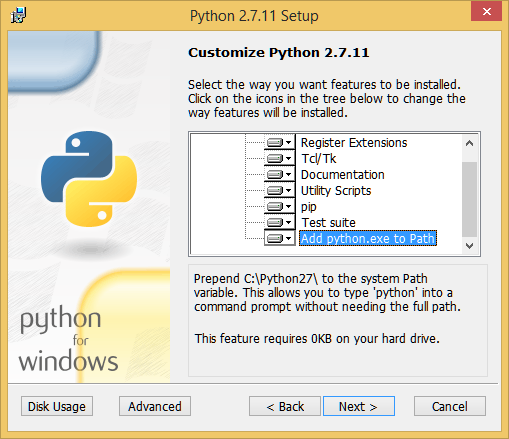 Python 2.7.11 Setup
Customize Python 2.7.11
Select the way you want features to be installed.
Click on the icons in the tree below to change the
way features will be installed.
Register Extensions
Tcl/Tk
Documentation
Utility Scripts
pip
Test suite
Add python.exe to Path
Prepend C:\Python27\ to the system Path
variable. This allows you to type 'python' into a
command prompt without needing the full path.
This feature requires 0KB on your hard drive.
python
for
windows
Disk Usage
Advanced
< Back
Next >
Cancel